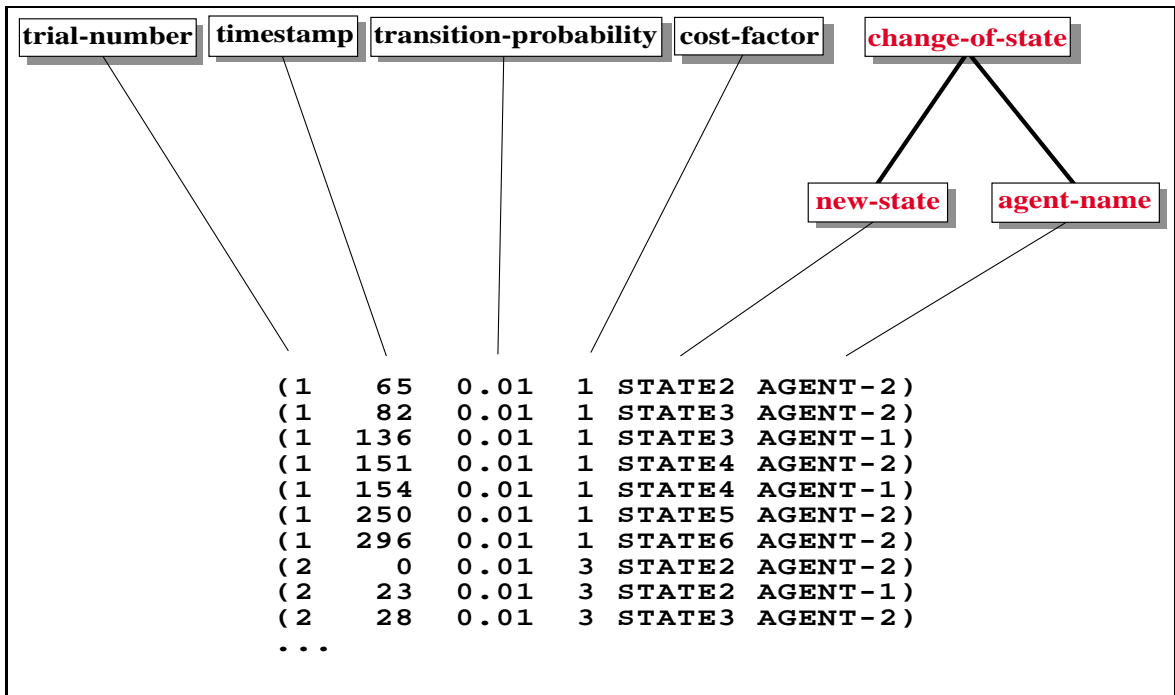 trial-number timestamp transition-probability cost-factor change-of-state
new-state agent-name
(1 65 0.01 1 STATE2 AGENT-2)
(1 82 0.01 1 STATE3 AGENT-2)
(1 136 0.01 1 STATE3 AGENT-1)
(1 151 0.01 1 STATE4 AGENT-2)
(1 154 0.01 1 STATE4 AGENT-1)
(1 250 0.01 1 STATE5 AGENT-2)
(1 296 0.01 1 STATE6 AGENT-2)
(2 0 0.01 3 STATE2 AGENT-2)
(2 23 0.01 3 STATE2 AGENT-1)
(2 28 0.01 3 STATE3 AGENT-2)
...